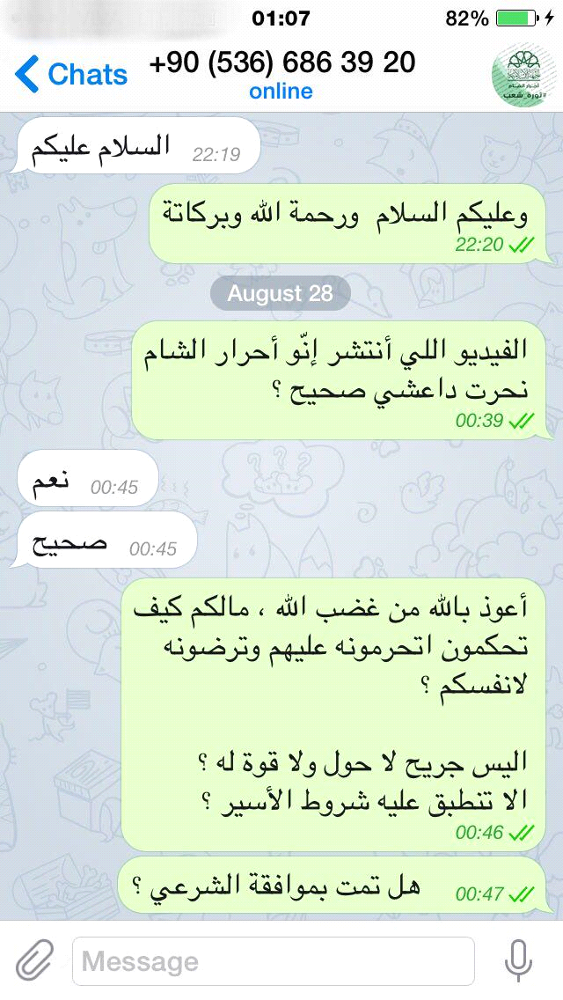 01:07
82%
Chats
+90 (536) 686 39 20
online
أحرار الشام
#ثورة_شعب
السلام عليكم 22:19
وعليكم السلام ورحمة الله وبركاتة
22:20
August 28
الفيديو اللي أنتشر إنّو أحرار الشام
نحرت داعشي صحيح ؟
00:39
نعم 00:45
صحيح 00:45
أعوذ بالله من غضب الله ، مالكم كيف
تحكمون اتحرمونه عليهم وترضونه
لانفسكم ؟
اليس جريح لا حول ولا قوة له ؟
الا تنطبق عليه شروط الأسير ؟
00:46
هل تمت بموافقة الشرعي ؟ 00:47
Message